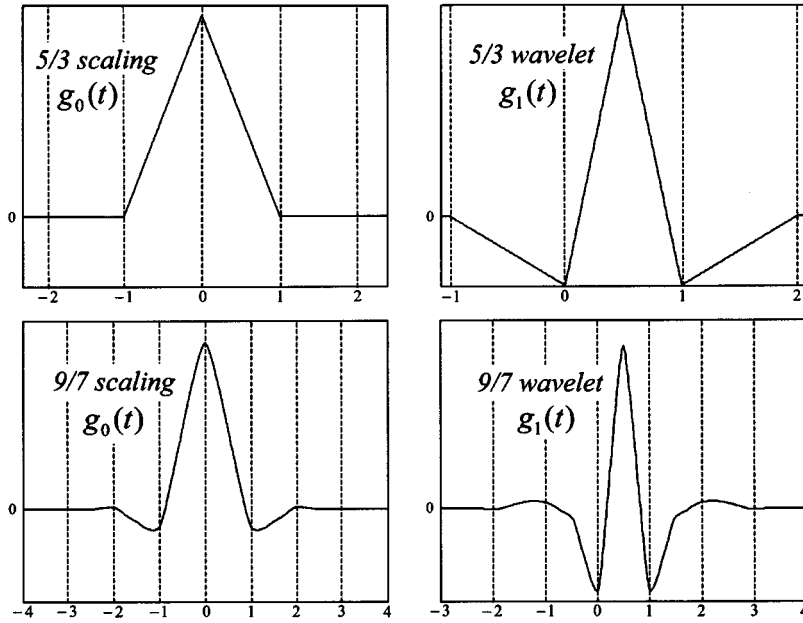 5/3 scaling
g₀(t)
0
−2 −1 0 1 2
5/3 wavelet
g₁(t)
0
−1 0 1 2
9/7 scaling
g₀(t)
0
−4 −3 −2 −1 0 1 2 3 4
9/7 wavelet
g₁(t)
0
−3 −2 −1 0 1 2 3 4